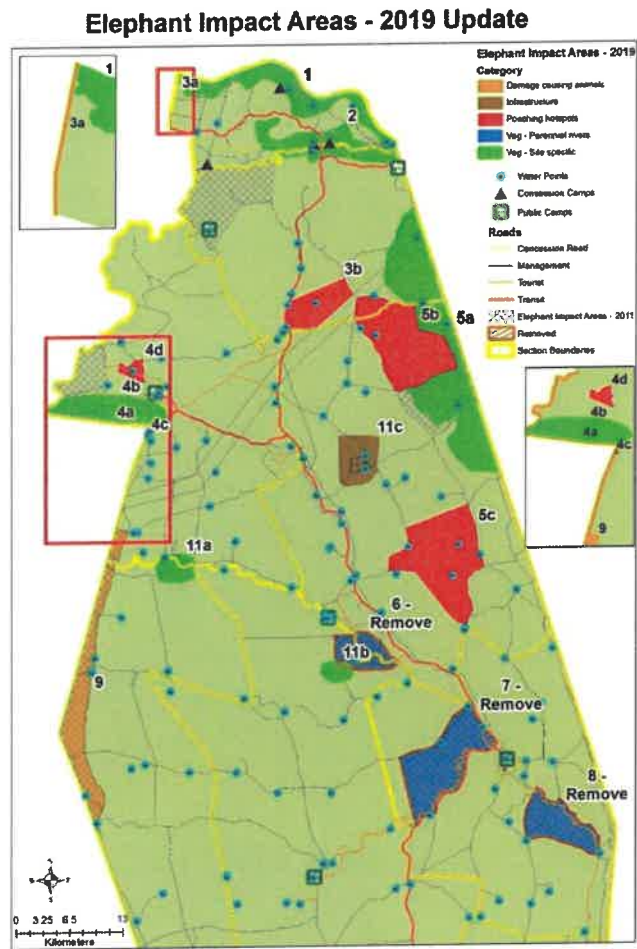 Elephant Impact Areas - 2019 Update
1
3a
3a
1
2
3b
5b
5a
4d
4b
4a
4c
11c
5c
11a
6 -
Remove
11b
9
7 -
Remove
8 -
Remove
4d
4b
4a
4c
9
Elephant Impact Areas - 2019
Category
Damage causing animals
Infrastructure
Poaching hotspots
Veg - Perennial rivers
Veg - Site specific
Water Points
Concession Camps
Public Camps
Roads
Concession Road
Management
Tourist
Transit
Elephant Impact Areas - 2011
Removed
Section Boundaries
N
S
0 3.25 6.5 13
Kilometers